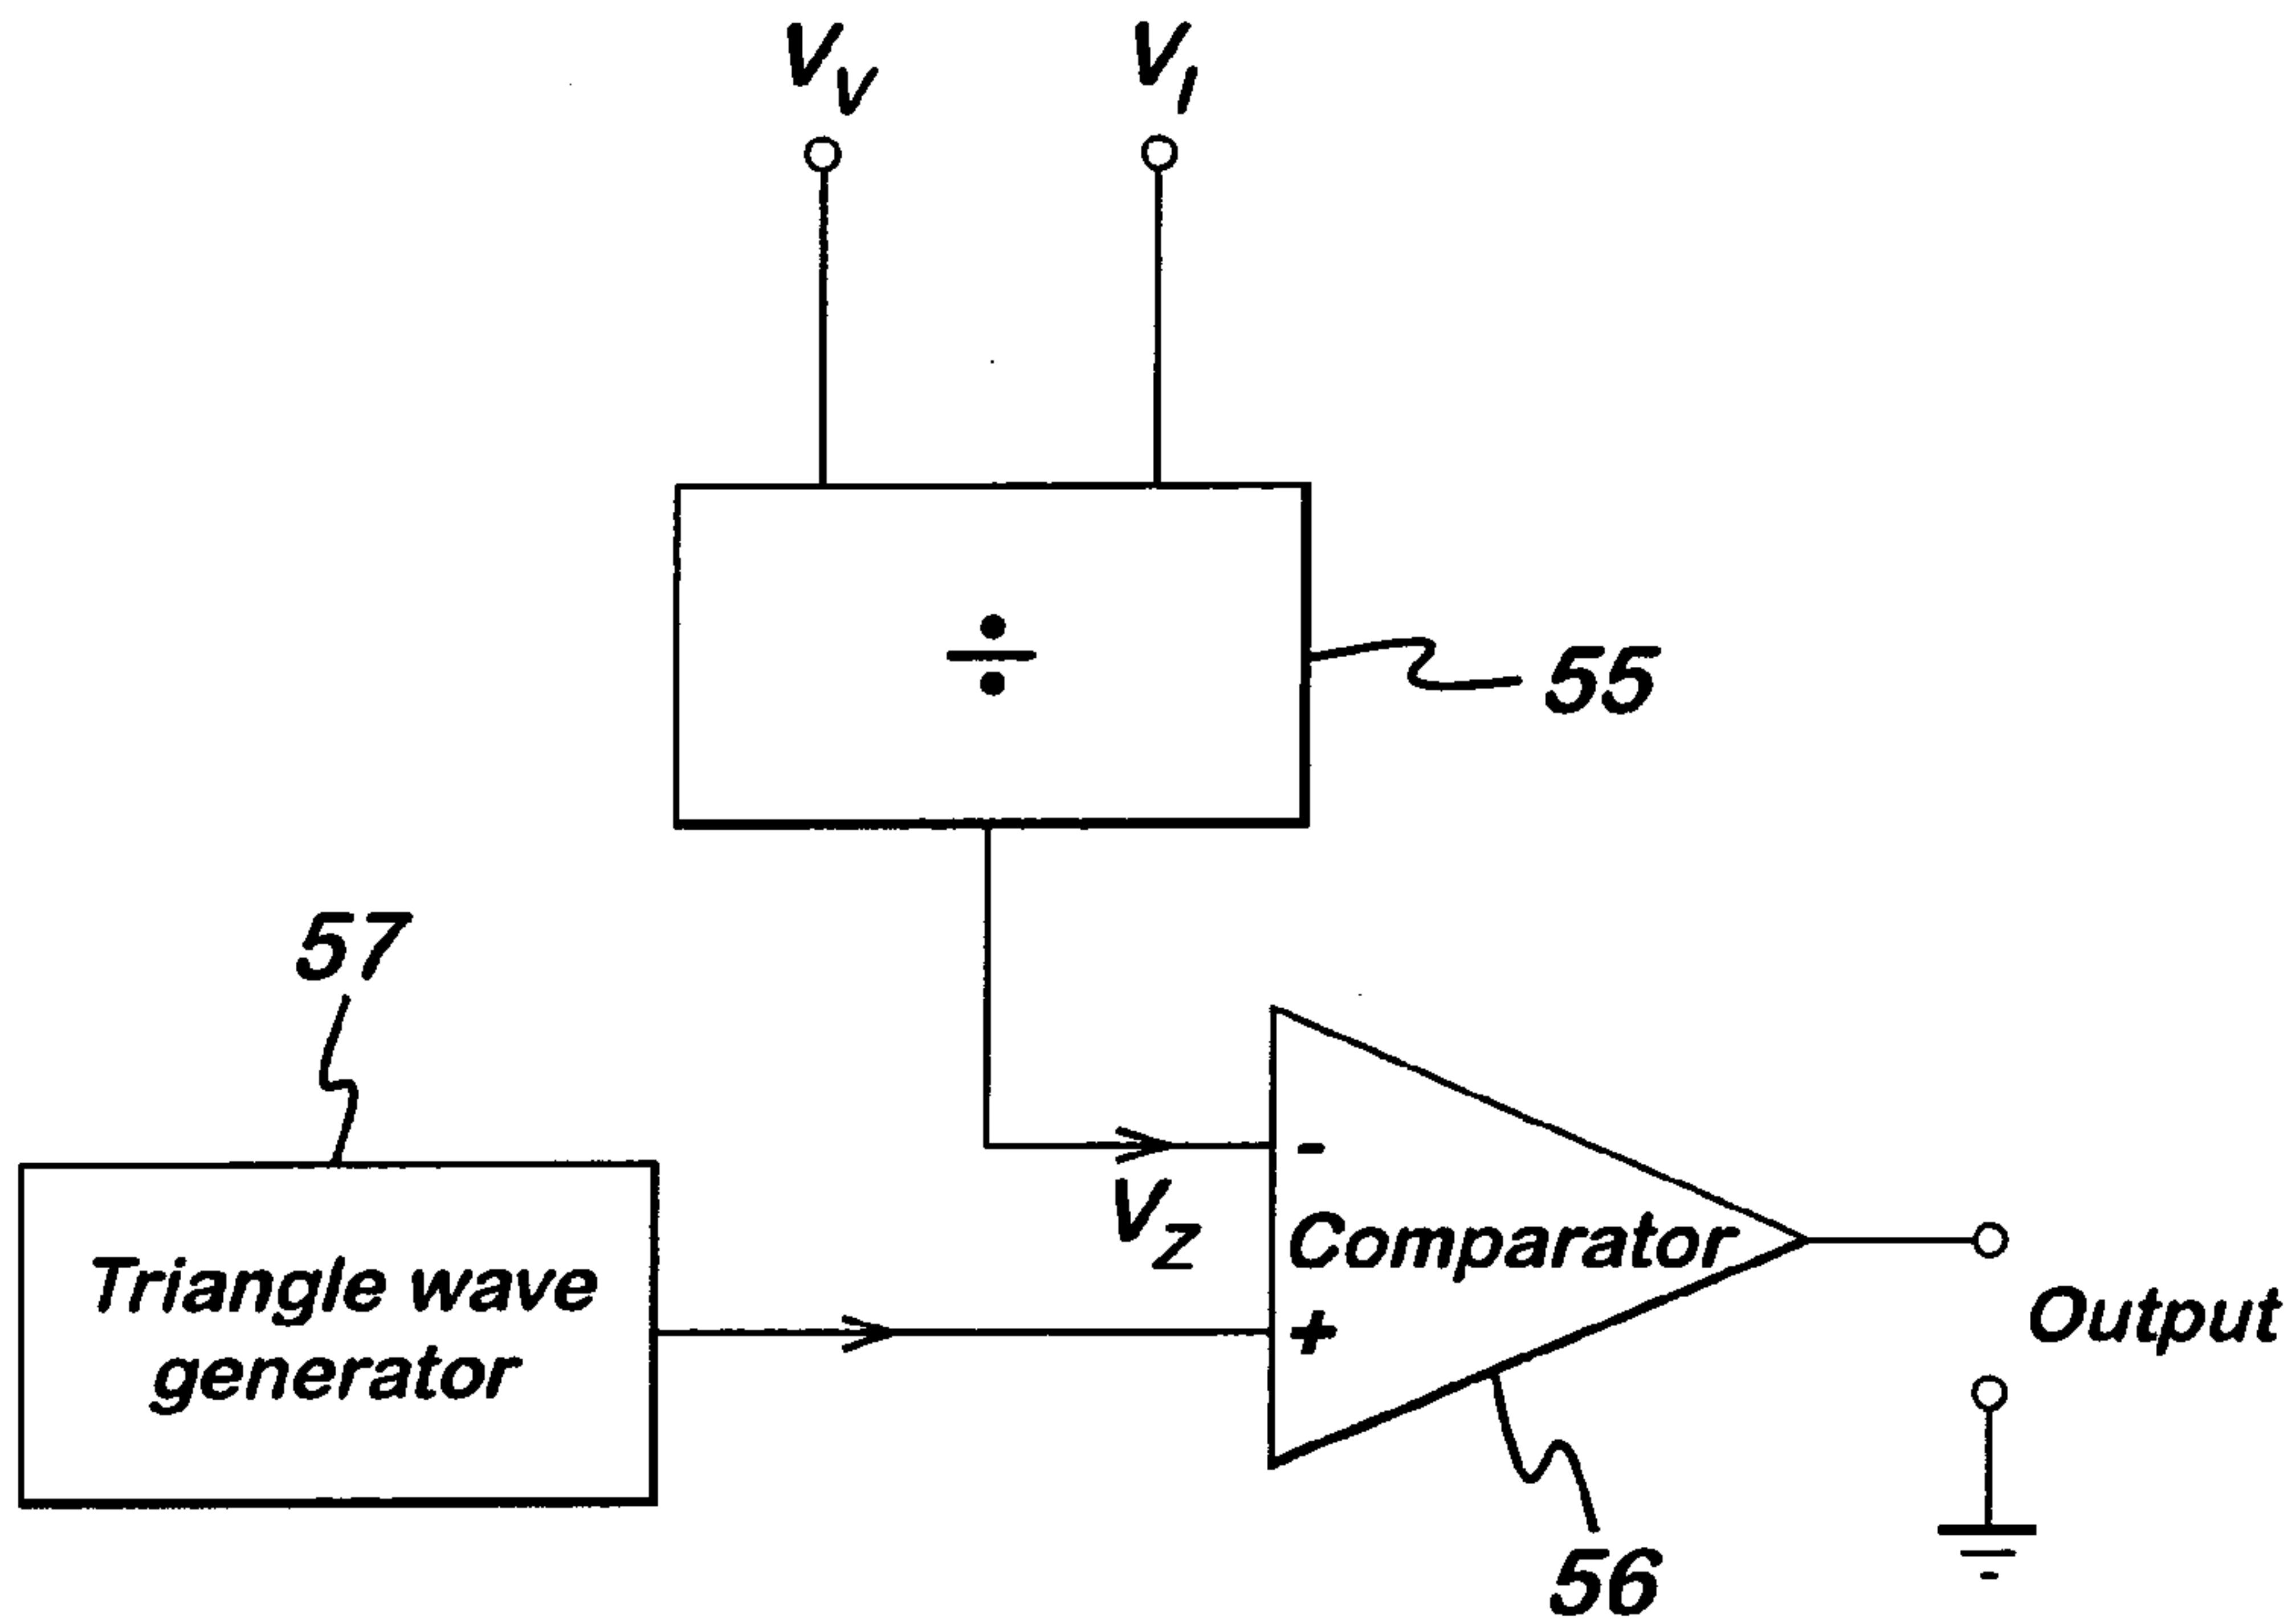 VV VI
÷
55
57
VZ
-
Comparator
+
Triangle wave
generator
Output
56